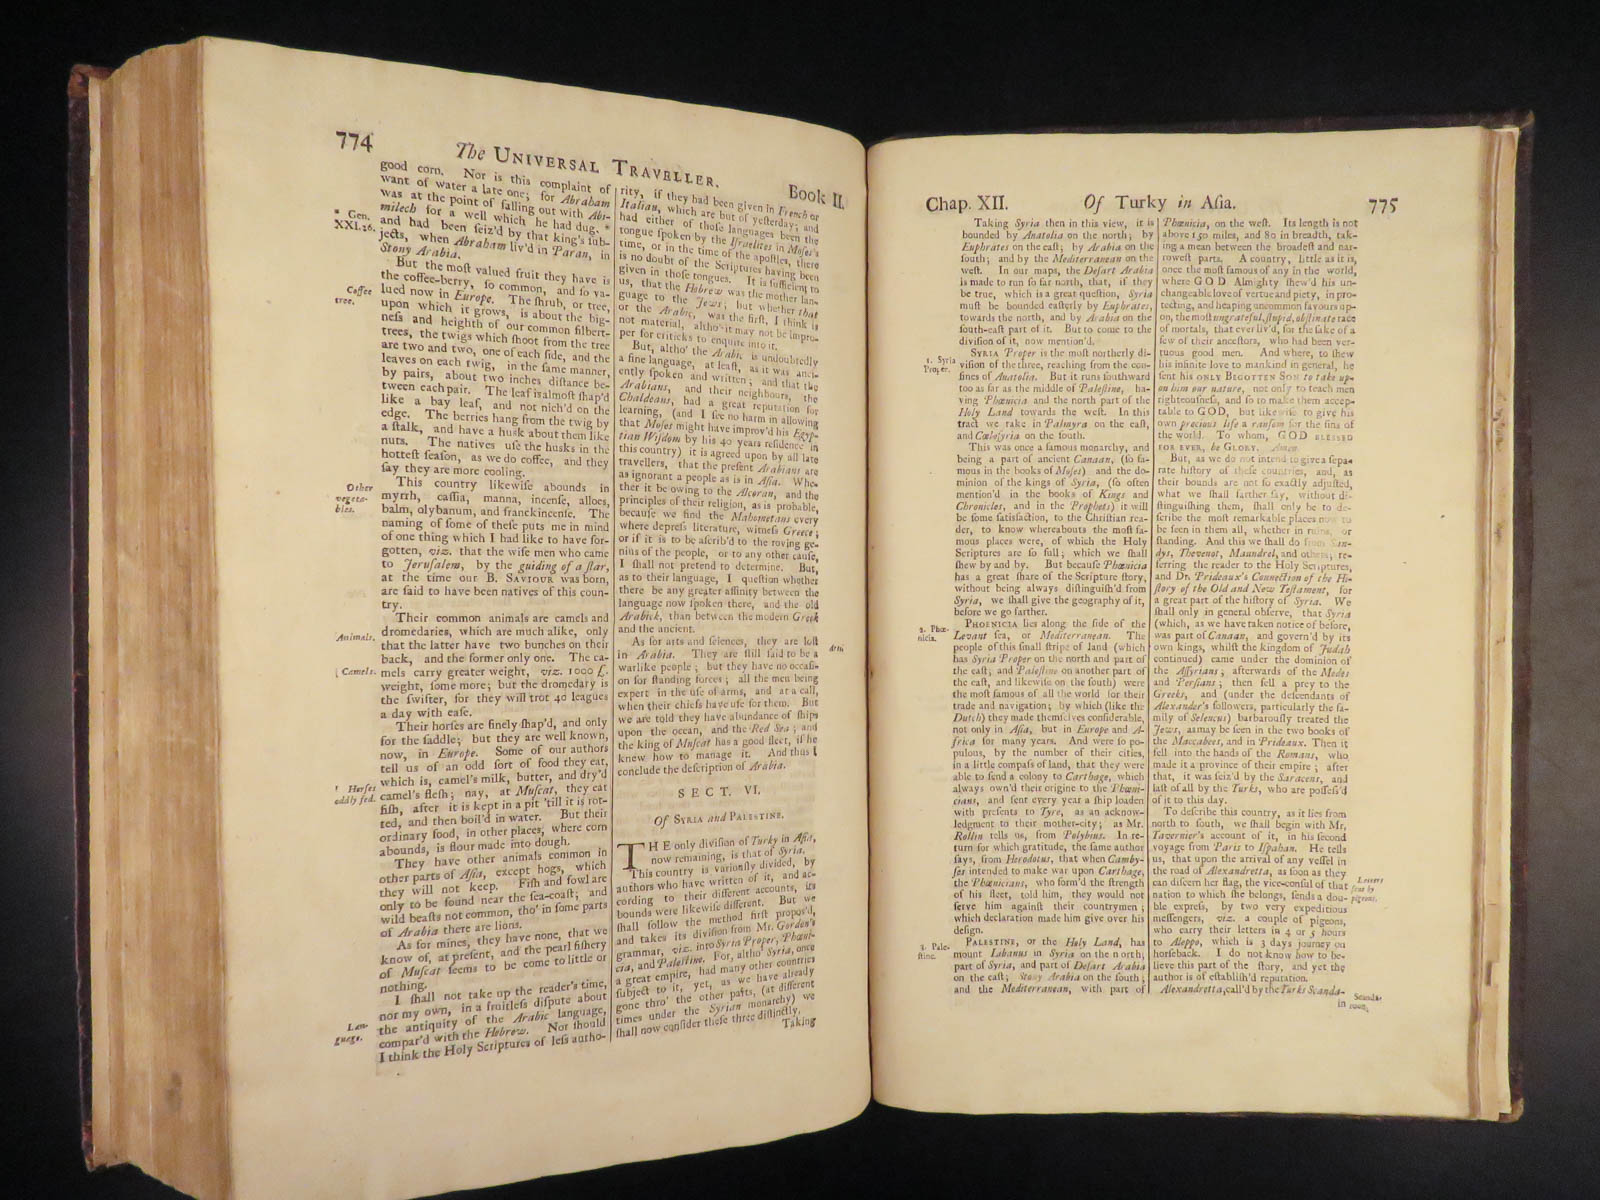 774
The UNIVERSAL TRAVELLER.
Book II.
good corn. Nor is this complaint of
want of water a late one; for Abraham
was at the point of falling out with Abi-
milech for a well which he had dug, *
and had been ſeiz'd by that king's ſub-
jects, when Abraham liv'd in Paran, in
Stony Arabia.
* Gen.
XXI.26.
But the moſt valued fruit they have is
the coffee-berry, ſo common, and ſo va-
lued now in Europe. The ſhrub, or tree,
upon which it grows, is about the big-
neſs and heighth of our common filbert-
trees, the twigs which ſhoot from the tree
are two and two, one of each ſide, and the
leaves on each twig, in the ſame manner,
by pairs, about two inches diſtance be-
tween each pair. The leaf is almoſt ſhap'd
like a bay leaf, and not nich'd on the
edge. The berries hang from the twig by
a ſtalk, and have a husk about them like
nuts. The natives uſe the husks in the
hotteſt ſeaſon, as we do coffee, and they
ſay they are more cooling.
Coffee
tree.
This country likewiſe abounds in
myrrh, caſſia, manna, incenſe, alloes,
balm, olybanum, and franckincenſe. The
naming of ſome of theſe puts me in mind
of one thing which I had like to have for-
gotten, viz. that the wiſe men who came
to Jeruſalem, by the guiding of a ſtar,
at the time our B. SAVIOUR was born,
are ſaid to have been natives of this coun-
try.
Other
vegeta-
bles.
Their common animals are camels and
dromedaries, which are much alike, only
that the latter have two bunches on their
back, and the former only one. The ca-
mels carry greater weight, viz. 1000 £.
weight, ſome more; but the dromedary is
the ſwifter, for they will trot 40 leagues
a day with eaſe.
Animals.
Camels.
Their horſes are finely ſhap'd, and only
for the ſaddle; but they are well known,
now, in Europe. Some of our authors
tell us of an odd ſort of food they eat,
which is, camel's milk, butter, and dry'd
camel's fleſh; nay, at Muſcat, they eat
fiſh, after it is kept in a pit 'till it is rot-
ted, and then boil'd in water. But their
ordinary food, in other places, where corn
abounds, is flour made into dough.
Horſes
oddly fed.
They have other animals common in
other parts of Aſia, except hogs, which
they will not keep. Fiſh and fowl are
only to be found near the ſea-coaſt; and
wild beaſts not common, tho' in ſome parts
of Arabia there are lions.
As for mines, they have none, that we
know of, at preſent, and the pearl fiſhery
of Muſcat ſeems to be come to little or
nothing.
I ſhall not take up the reader's time,
nor my own, in a fruitleſs diſpute about
the antiquity of the Arabic language,
compar'd with the Hebrew. Nor ſhould
I think the Holy Scriptures of leſs autho-
Lan-
guage.
rity, if they had been given in French or
Italian, which are but of yeſterday; and
had either of thoſe languages been the
tongue ſpoken by the Iſraelites in Moſes's
time, or in the time of the apoſtles, there
is no doubt of the Scriptures having been
given in thoſe tongues. It is ſufficient to
us, that the Hebrew was the mother lan-
guage to the Jews; but whether that
or the Arabic, was the firſt, I think is
not material, altho' it may not be impro-
per for criticks to enquire into it.
But, altho' the Arabic is undoubtedly
a fine language, at leaſt, as it was anci-
ently ſpoken and written; and that the
Arabians, and their neighbours, the
Chaldeans, had a great reputation for
learning, (and I ſee no harm in allowing
that Moſes might have improv'd his Egyp-
tian Wiſdom by his 40 years reſidence in
this country) it is agreed upon by all late
travellers, that the preſent Arabians are
as ignorant a people as is in Aſia. Whe-
ther it be owing to the Alcoran, and the
principles of their religion, as is probable,
becauſe we find the Mahometans every
where depreſs literature, witneſs Greece;
or if it is to be aſcrib'd to the roving ge-
nius of the people, or to any other cauſe,
I ſhall not pretend to determine. But,
as to their language, I queſtion whether
there be any greater affinity between the
language now ſpoken there, and the old
Arabick, than between the modern Greek
and the ancient.
As for arts and ſciences, they are loſt
in Arabia. They are ſtill ſaid to be a
warlike people; but they have no occaſi-
on for ſtanding forces; all the men being
expert in the uſe of arms, and at a call,
when their chiefs have uſe for them. But
we are told they have abundance of ſhips
upon the ocean, and the Red Sea; and
the king of Muſcat has a good fleet, if he
knew how to manage it. And thus I
conclude the deſcription of Arabia.
Arts
SECT. VI.
Of SYRIA and PALESTINE.
THE only diviſion of Turky in Aſia,
now remaining, is that of Syria.
This country is variouſly divided, by
authors who have written of it, and ac-
cording to their different accounts, its
bounds were likewiſe different. But we
ſhall follow the method firſt propos'd,
and takes its diviſion from Mr. Gordon's
grammar, viz. into Syria Proper, Phœni-
cia, and Paleſtine. For, altho' Syria, once
a great empire, had many other countries
ſubject to it, yet, as we have already
gone thro' the other parts, (at different
times under the Syrian monarchy) we
ſhall now conſider theſe three diſtinctly.
Taking
Chap. XII.
Of Turky in Aſia.
775
Taking Syria then in this view, it is
bounded by Anatolia on the north; by
Euphrates on the eaſt; by Arabia on the
ſouth; and by the Mediterranean on the
weſt. In our maps, the Deſart Arabia
is made to run ſo far north, that, if they
be true, which is a great queſtion, Syria
muſt be bounded eaſterly by Euphrates,
towards the north, and by Arabia on the
ſouth-eaſt part of it. But to come to the
diviſion of it, now mention'd.
SYRIA Proper is the moſt northerly di-
viſion of the three, reaching from the con-
fines of Anatolia. But it runs ſouthward
too as far as the middle of Paleſtine, ha-
ving Phœnicia and the north part of the
Holy Land towards the weſt. In this
tract we take in Palmyra on the eaſt,
and Cœloſyria on the ſouth.
1. Syria
Proper.
This was once a famous monarchy, and
being a part of ancient Canaan, (ſo fa-
mous in the books of Moſes) and the do-
minion of the kings of Syria, (ſo often
mention'd in the books of Kings and
Chronicles, and in the Prophets) it will
be ſome ſatisfaction, to the Chriſtian rea-
der, to know whereabouts the moſt fa-
mous places were, of which the Holy
Scriptures are ſo full; which we ſhall
ſhew by and by. But becauſe Phœnicia
has a great ſhare of the Scripture ſtory,
without being always diſtinguiſh'd from
Syria, we ſhall give the geography of it,
before we go farther.
PHOENICIA lies along the ſide of the
Levant ſea, or Mediterranean. The
people of this ſmall ſtripe of land (which
has Syria Proper on the north and part of
the eaſt; and Paleſtine on another part of
the eaſt, and likewiſe on the ſouth) were
the moſt famous of all the world for their
trade and navigation; by which (like the
Dutch) they made themſelves conſiderable,
not only in Aſia, but in Europe and A-
frica for many years. And were ſo po-
pulous, by the number of their cities,
in a little compaſs of land, that they were
able to ſend a colony to Carthage, which
always own'd their origine to the Phœni-
cians, and ſent every year a ſhip loaden
with preſents to Tyre, as an acknow-
ledgment to their mother-city; as Mr.
Rollin tells us, from Polybius. In re-
turn for which gratitude, the ſame author
ſays, from Herodotus, that when Camby-
ſes intended to make war upon Carthage,
the Phœnicians, who form'd the ſtrength
of his fleet, told him, they would not
ſerve him againſt their countrymen;
which declaration made him give over his
deſign.
2. Phœ-
nicia.
PALESTINE, or the Holy Land, has
mount Labanus in Syria on the north;
part of Syria, and part of Deſart Arabia
on the eaſt; Stony Arabia on the ſouth;
and the Mediterranean, with part of
3. Pale-
ſtine.
Phœnicia, on the weſt. Its length is not
above 150 miles, and 80 in breadth, tak-
ing a mean between the broadeſt and nar-
roweſt parts. A country, little as it is,
once the moſt famous of any in the world,
where GOD Almighty ſhew'd his un-
changeable love of vertue and piety, in pro-
tecting, and heaping uncommon favours up-
on, the moſt ungrateful, ſtupid, obſtinate race
of mortals, that ever liv'd, for the ſake of a
few of their anceſtors, who had been ver-
tuous good men. And where, to ſhew
his infinite love to mankind in general, he
ſent his ONLY BEGOTTEN SON to take up-
on him our nature, not only to teach men
righteouſneſs, and ſo to make them accep-
table to GOD, but likewiſe to give his
own precious life a ranſom for the ſins of
the world. To whom, GOD BLESSED
FOR EVER, be GLORY. Amen.
But, as we do not intend to give a ſepa-
rate hiſtory of theſe countries, and, as
their bounds are not ſo exactly adjuſted,
what we ſhall farther ſay, without di-
ſtinguiſhing them, ſhall only be to de-
ſcribe the moſt remarkable places now to
be ſeen in them all, whether in ruins, or
ſtanding. And this we ſhall do from San-
dys, Thevenot, Maundrel, and others; re-
ferring the reader to the Holy Scriptures,
and Dr. Prideaux's Connection of the Hi-
ſtory of the Old and New Teſtament, for
a great part of the hiſtory of Syria. We
ſhall only in general obſerve, that Syria
(which, as we have taken notice of before,
was part of Canaan, and govern'd by its
own kings, whilſt the kingdom of Judah
continued) came under the dominion of
the Aſſyrians; afterwards of the Medes
and Perſians; then fell a prey to the
Greeks, and (under the deſcendants of
Alexander's followers, particularly the fa-
mily of Seleucus) barbarouſly treated the
Jews, as may be ſeen in the two books of
the Maccabees, and in Prideaux. Then it
fell into the hands of the Romans, who
made it a province of their empire; after
that, it was ſeiz'd by the Saracens, and
laſt of all by the Turks, who are poſſeſs'd
of it to this day.
To deſcribe this country, as it lies from
north to ſouth, we ſhall begin with Mr.
Tavernier's account of it, in his ſecond
voyage from Paris to Iſpahan. He tells
us, that upon the arrival of any veſſel in
the road of Alexandretta, as ſoon as they
can diſcern her flag, the vice-conſul of that
nation to which ſhe belongs, ſends a dou-
ble expreſs, by two very expeditious
meſſengers, viz. a couple of pigeons,
who carry their letters in 4 or 5 hours
to Aleppo, which is 3 days journey on
horſeback. I do not know how to be-
lieve this part of the ſtory, and yet the
author is of eſtabliſh'd reputation.
Letters
ſent by
pigeons.
Alexandretta, call'd by the Turks Scanda-
Scanda-
roon,
in